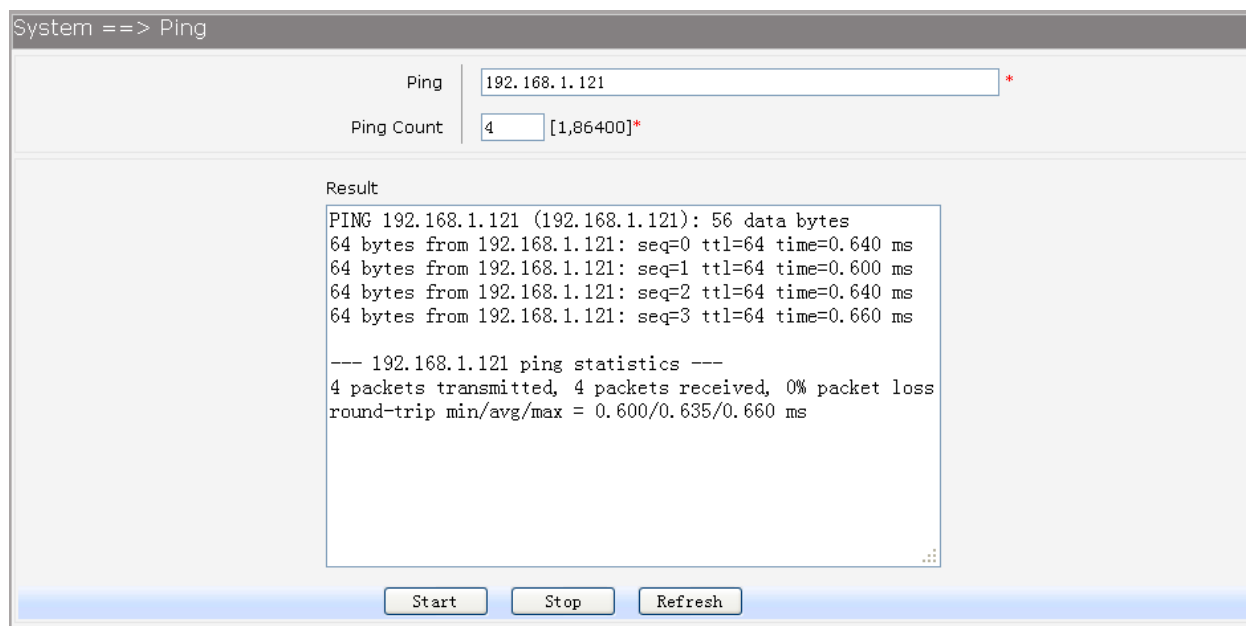 System ==> Ping
Ping 192.168.1.121 *
Ping Count 4 [1,86400]*
Result
PING 192.168.1.121 (192.168.1.121): 56 data bytes
64 bytes from 192.168.1.121: seq=0 ttl=64 time=0.640 ms
64 bytes from 192.168.1.121: seq=1 ttl=64 time=0.600 ms
64 bytes from 192.168.1.121: seq=2 ttl=64 time=0.640 ms
64 bytes from 192.168.1.121: seq=3 ttl=64 time=0.660 ms
--- 192.168.1.121 ping statistics ---
4 packets transmitted, 4 packets received, 0% packet loss
round-trip min/avg/max = 0.600/0.635/0.660 ms
Start Stop Refresh